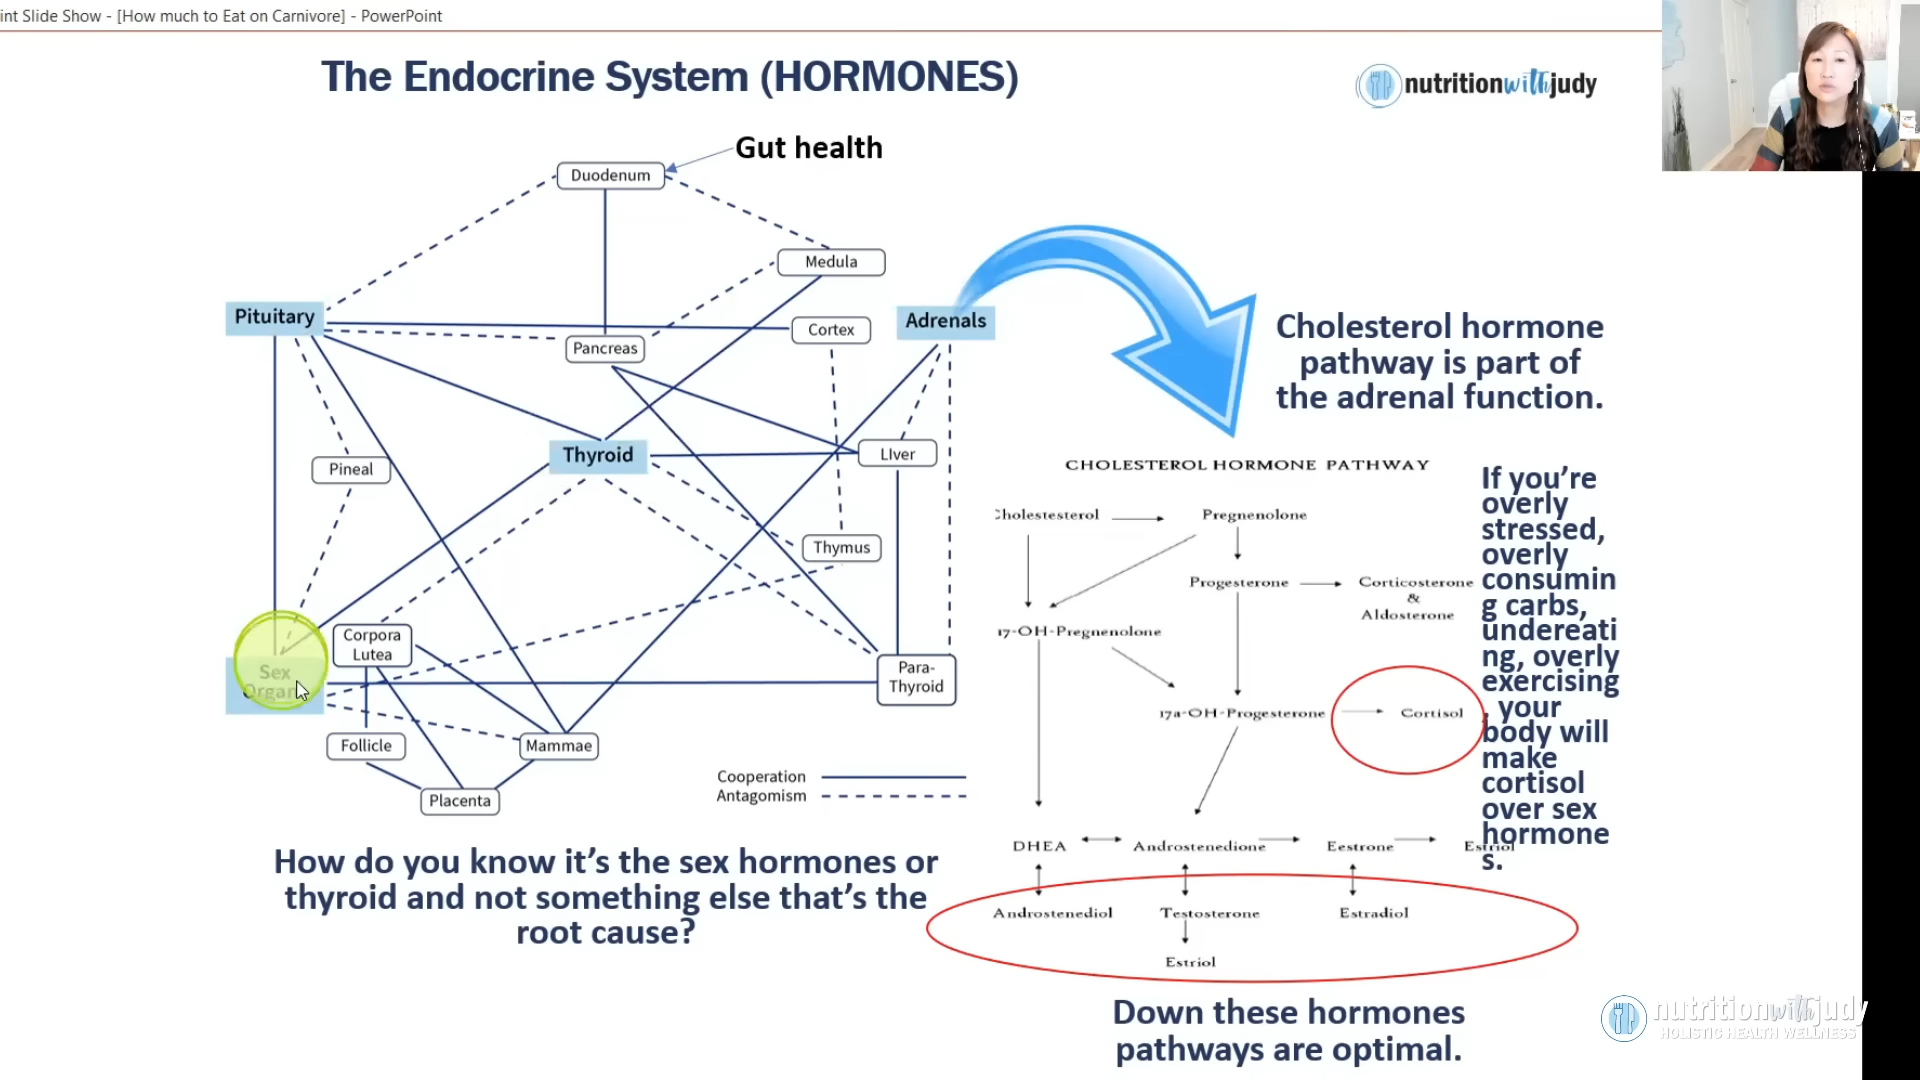 int Slide Show - [How much to Eat on Carnivore] - PowerPoint
The Endocrine System (HORMONES)
nutritionwithjudy
Gut health
Duodenum
Medula
Pituitary
Cortex
Adrenals
Pancreas
Thyroid
LIver
Pineal
Thymus
Corpora
Lutea
Sex
Organ
Para-
Thyroid
Follicle
Mammae
Placenta
Cooperation
Antagomism
How do you know it's the sex hormones or
thyroid and not something else that's the
root cause?
Cholesterol hormone
pathway is part of
the adrenal function.
CHOLESTEROL HORMONE PATHWAY
Cholestesterol
Pregnenolone
Progesterone
Corticosterone
&
Aldosterone
17-OH-Pregnenolone
17a-OH-Progesterone
Cortisol
DHEA
Androstenedione
Eestrone
Estriol
Androstenediol
Testosterone
Estradiol
Estriol
If you're
overly
stressed,
overly
consumin
g carbs,
undereati
ng, overly
exercising
, your
body will
make
cortisol
over sex
hormone
s.
Down these hormones
pathways are optimal.
nutritionwithjudy
HOLISTIC HEALTH WELLNESS